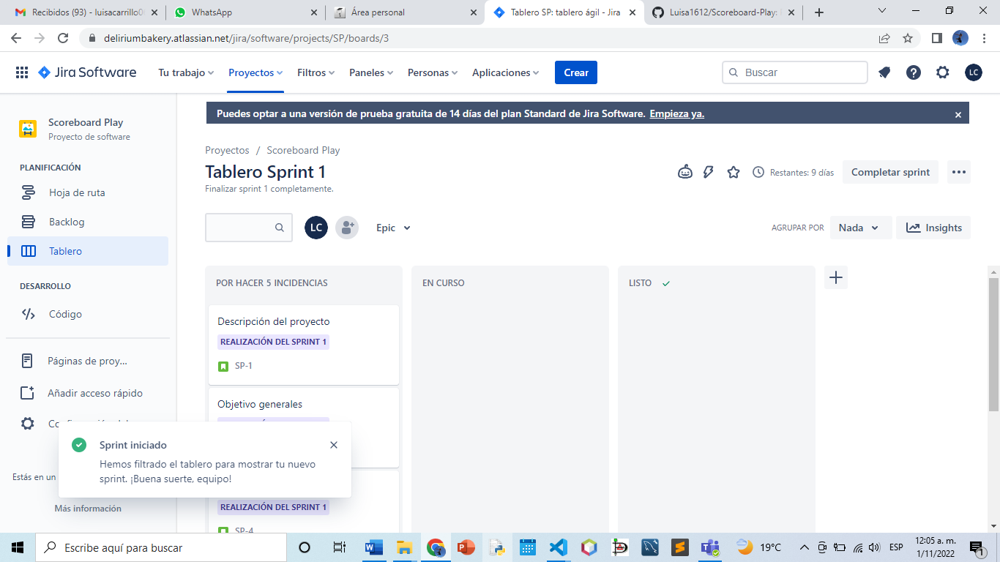 Recibidos (93) - luisacarrillo0
WhatsApp
Área personal
Tablero SP: tablero ágil - Jira
Luisa1612/Scoreboard-Play:
deliriumbakery.atlassian.net/jira/software/projects/SP/boards/3
Jira Software
Tu trabajo
Proyectos
Filtros
Paneles
Personas
Aplicaciones
Crear
Buscar
LC
Puedes optar a una versión de prueba gratuita de 14 días del plan Standard de Jira Software. Empieza ya.
Scoreboard Play
Proyecto de software
PLANIFICACIÓN
Hoja de ruta
Backlog
Tablero
DESARROLLO
Código
Páginas de proy...
Añadir acceso rápido
Estás en un
Más información
Proyectos / Scoreboard Play
Tablero Sprint 1
Finalizar sprint 1 completamente.
Restantes: 9 días
Completar sprint
LC
Epic
AGRUPAR POR
Nada
Insights
POR HACER 5 INCIDENCIAS
Descripción del proyecto
REALIZACIÓN DEL SPRINT 1
SP-1
Objetivo generales
REALIZACIÓN DEL SPRINT 1
SP-4
EN CURSO
LISTO
Sprint iniciado
Hemos filtrado el tablero para mostrar tu nuevo
sprint. ¡Buena suerte, equipo!
Escribe aquí para buscar
19°C
ESP
12:05 a. m.
1/11/2022
1